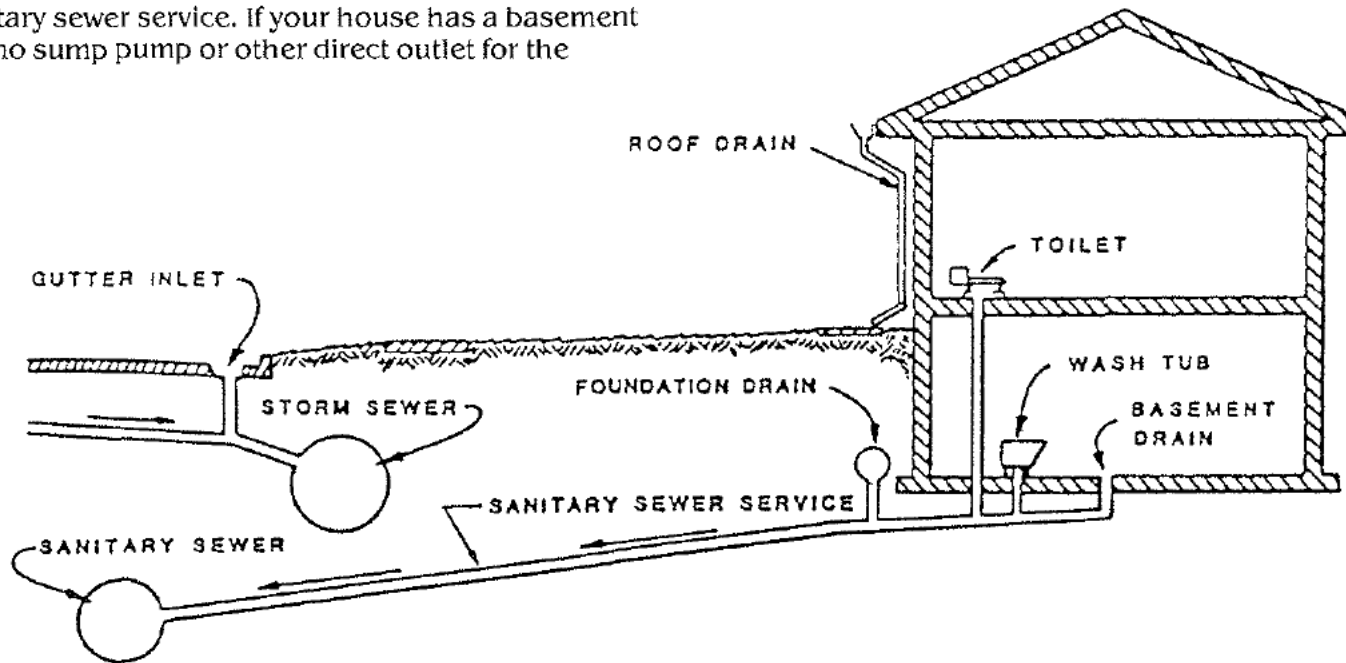 tary sewer service. If your house has a basement
no sump pump or other direct outlet for the
ROOF DRAIN
TOILET
GUTTER INLET
WASH TUB
FOUNDATION DRAIN
STORM SEWER
BASEMENT
DRAIN
SANITARY SEWER SERVICE
SANITARY SEWER